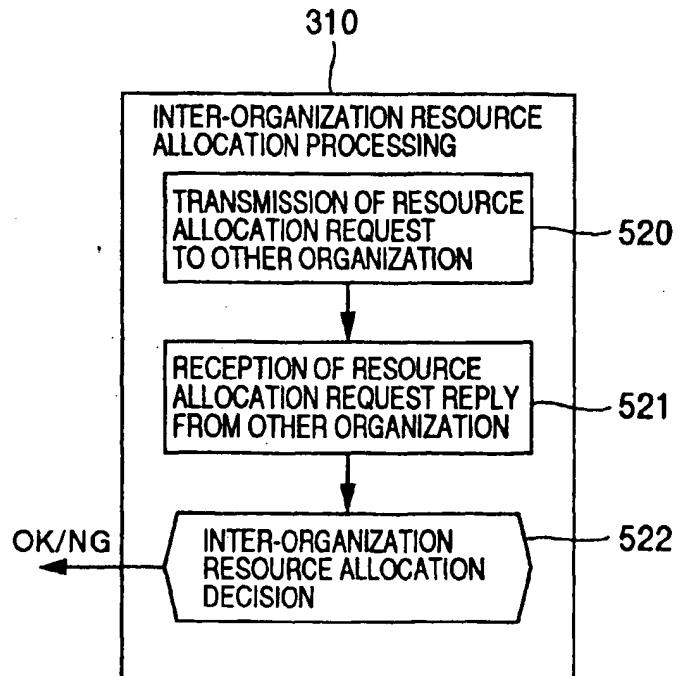 310
INTER-ORGANIZATION RESOURCE
ALLOCATION PROCESSING
TRANSMISSION OF RESOURCE
ALLOCATION REQUEST
TO OTHER ORGANIZATION
520
RECEPTION OF RESOURCE
ALLOCATION REQUEST REPLY
FROM OTHER ORGANIZATION
521
OK/NG
INTER-ORGANIZATION
RESOURCE ALLOCATION
DECISION
522